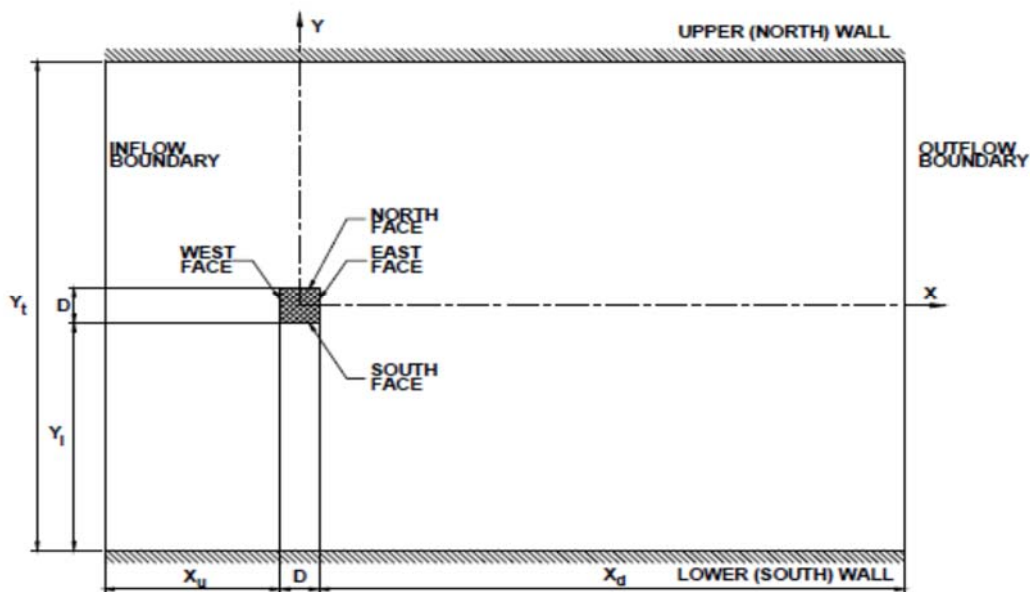 Y
UPPER (NORTH) WALL
INFLOW
BOUNDARY
OUTFLOW
BOUNDARY
NORTH
FACE
WEST
FACE
EAST
FACE
X
Yt
D
SOUTH
FACE
Yl
Xu
D
Xd
LOWER (SOUTH) WALL